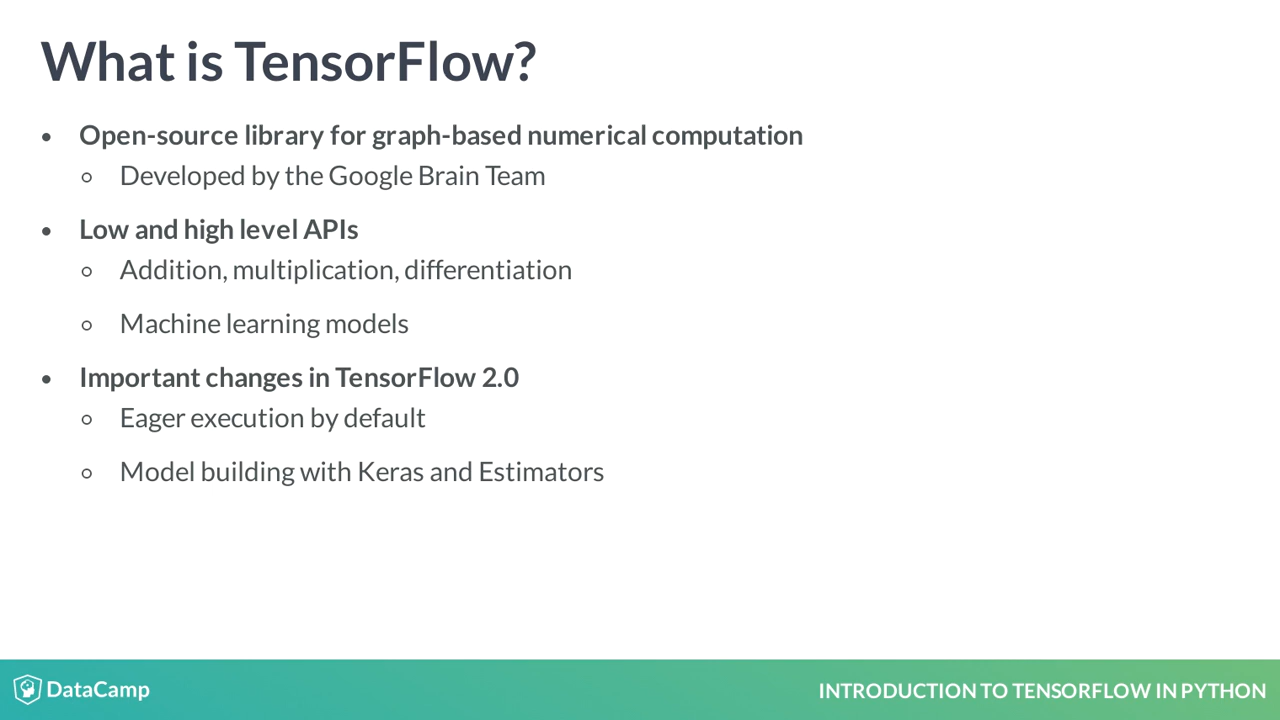 What is TensorFlow?
• Open-source library for graph-based numerical computation
○ Developed by the Google Brain Team
• Low and high level APIs
○ Addition, multiplication, differentiation
○ Machine learning models
• Important changes in TensorFlow 2.0
○ Eager execution by default
○ Model building with Keras and Estimators
DataCamp
INTRODUCTION TO TENSORFLOW IN PYTHON